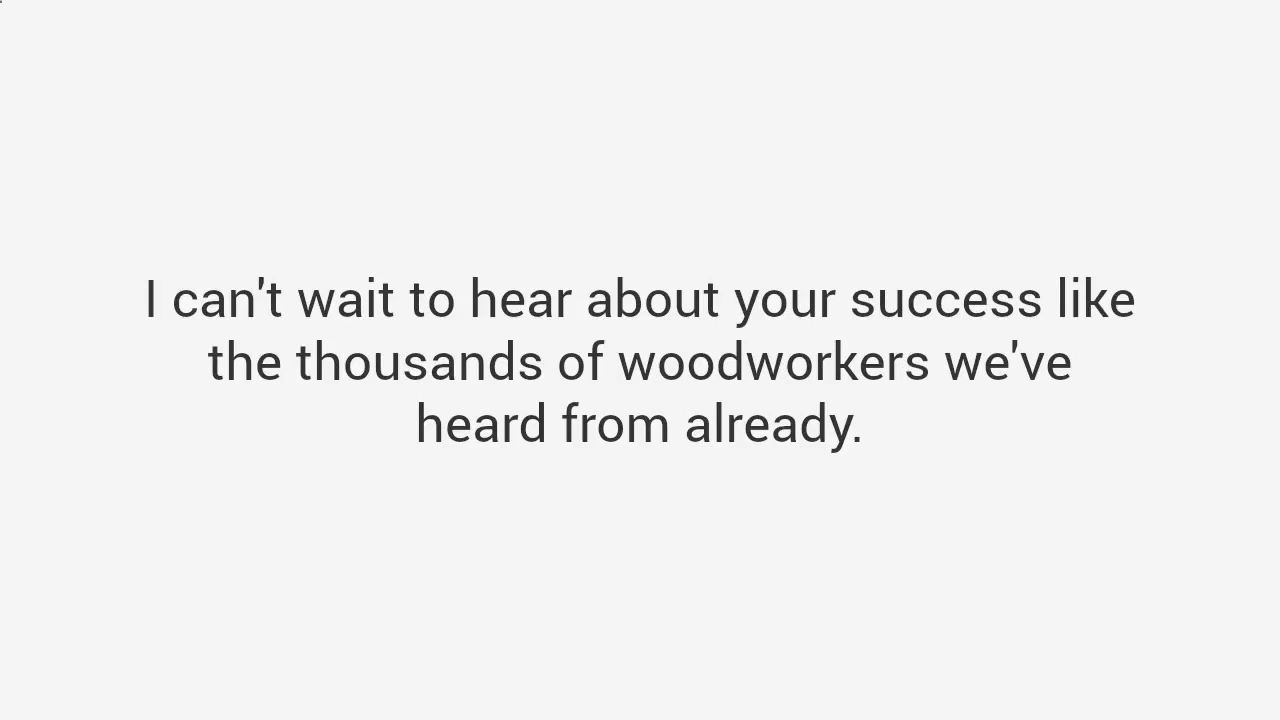 I can't wait to hear about your success like
the thousands of woodworkers we've
heard from already.